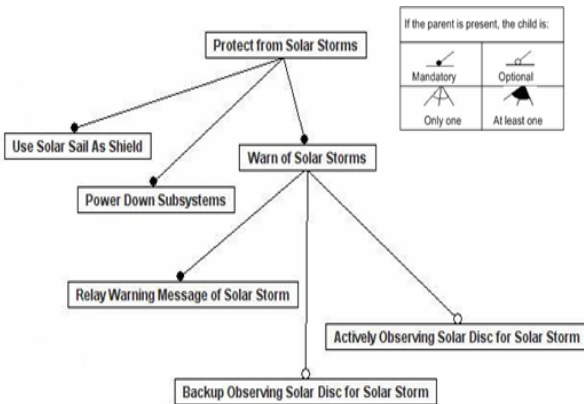 Protect from Solar Storms
If the parent is present, the child is:
Mandatory
Optional
Only one
At least one
Use Solar Sail As Shield
Warn of Solar Storms
Power Down Subsystems
Relay Warning Message of Solar Storm
Actively Observing Solar Disc for Solar Storm
Backup Observing Solar Disc for Solar Storm